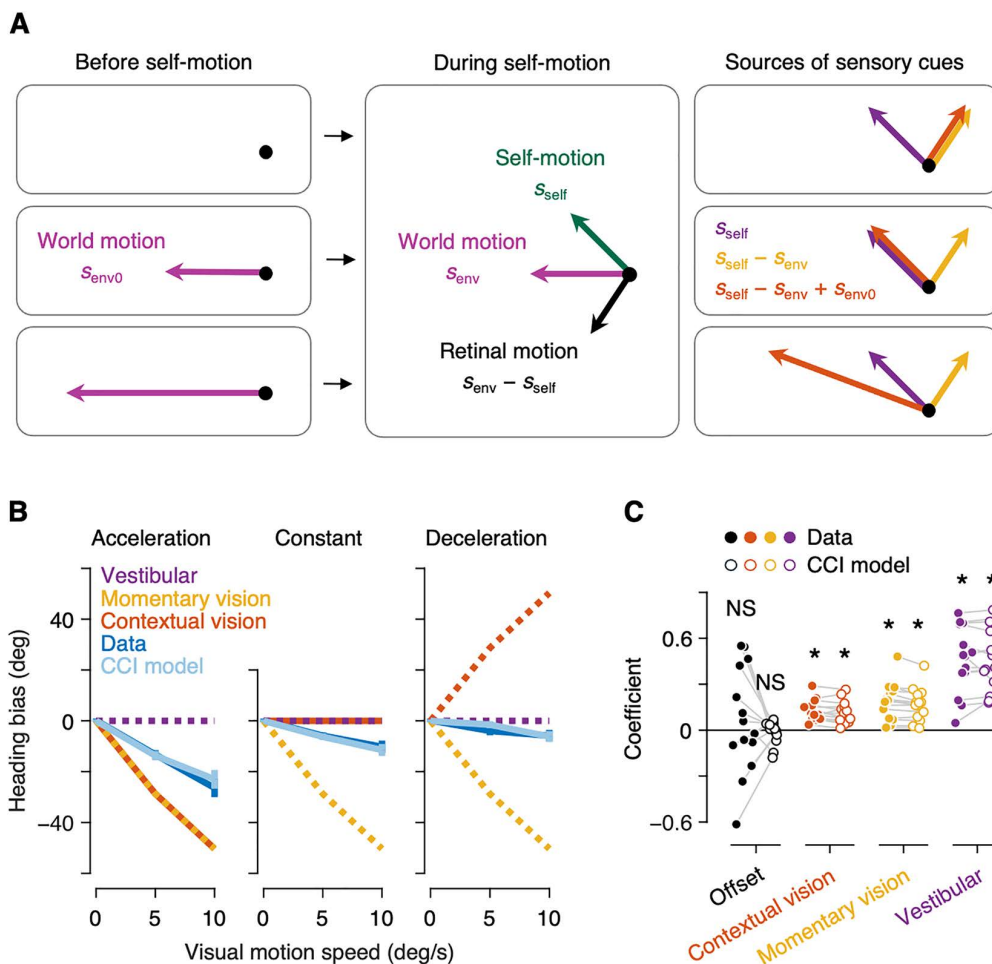 A
Before self-motion
During self-motion
Sources of sensory cues
World motion
s_env0
Self-motion
s_self
World motion
s_env
Retinal motion
s_env − s_self
s_self
s_self − s_env
s_self − s_env + s_env0
B
Acceleration
Constant
Deceleration
Vestibular
Momentary vision
Contextual vision
Data
CCI model
Heading bias (deg)
40
0
−40
0 5 10
0 5 10
0 5 10
Visual motion speed (deg/s)
C
Data
CCI model
NS
NS
* *
* *
* *
Coefficient
0.6
0
−0.6
Offset
Contextual vision
Momentary vision
Vestibular